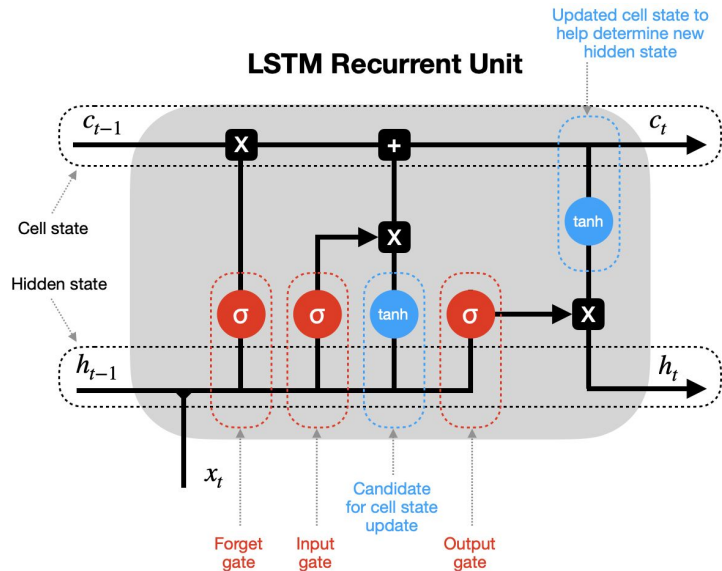 Updated cell state to
help determine new
hidden state
LSTM Recurrent Unit
c_{t-1}
c_t
X
+
Cell state
X
tanh
Hidden state
σ
σ
tanh
σ
X
h_{t-1}
h_t
x_t
Candidate
for cell state
update
Forget
gate
Input
gate
Output
gate